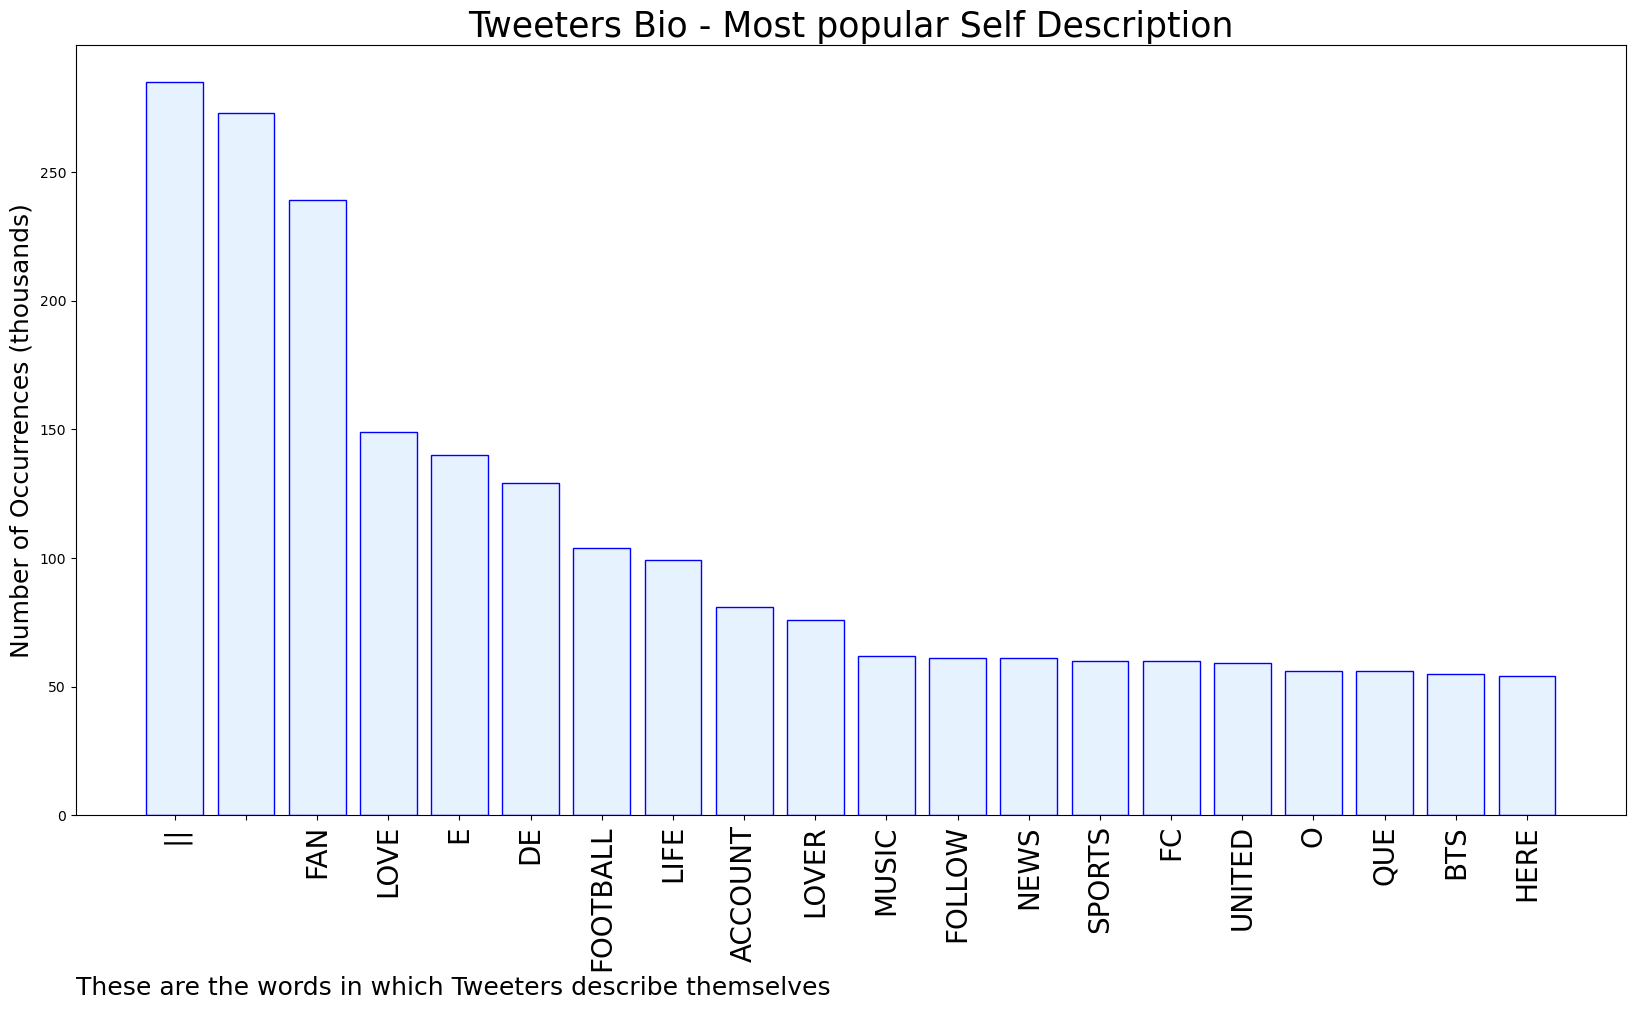 Tweeters Bio - Most popular Self Description
Number of Occurrences (thousands)
250
200
150
100
50
0
||
FAN
LOVE
E
DE
FOOTBALL
LIFE
ACCOUNT
LOVER
MUSIC
FOLLOW
NEWS
SPORTS
FC
UNITED
O
QUE
BTS
HERE
These are the words in which Tweeters describe themselves